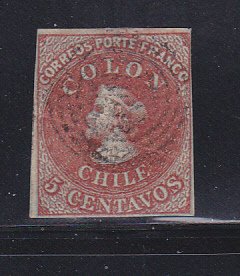 CORREOS PORTE FRANCO
COLON
CHILE
5 CENTAVOS